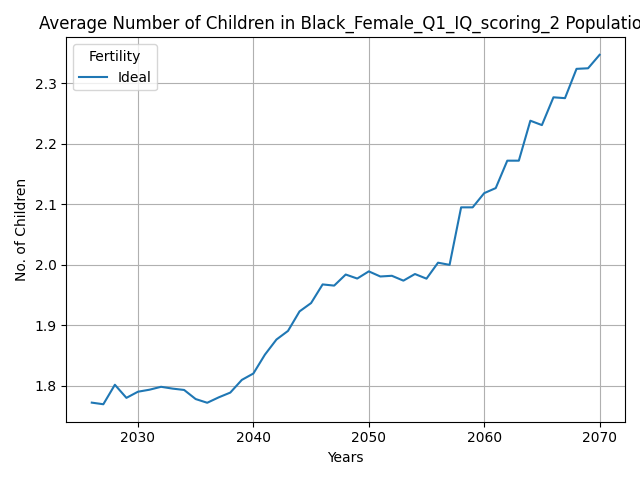 Average Number of Children in Black_Female_Q1_IQ_scoring_2 Populatio
Fertility
Ideal
No. of Children
2.3
2.2
2.1
2.0
1.9
1.8
2030 2040 2050 2060 2070
Years